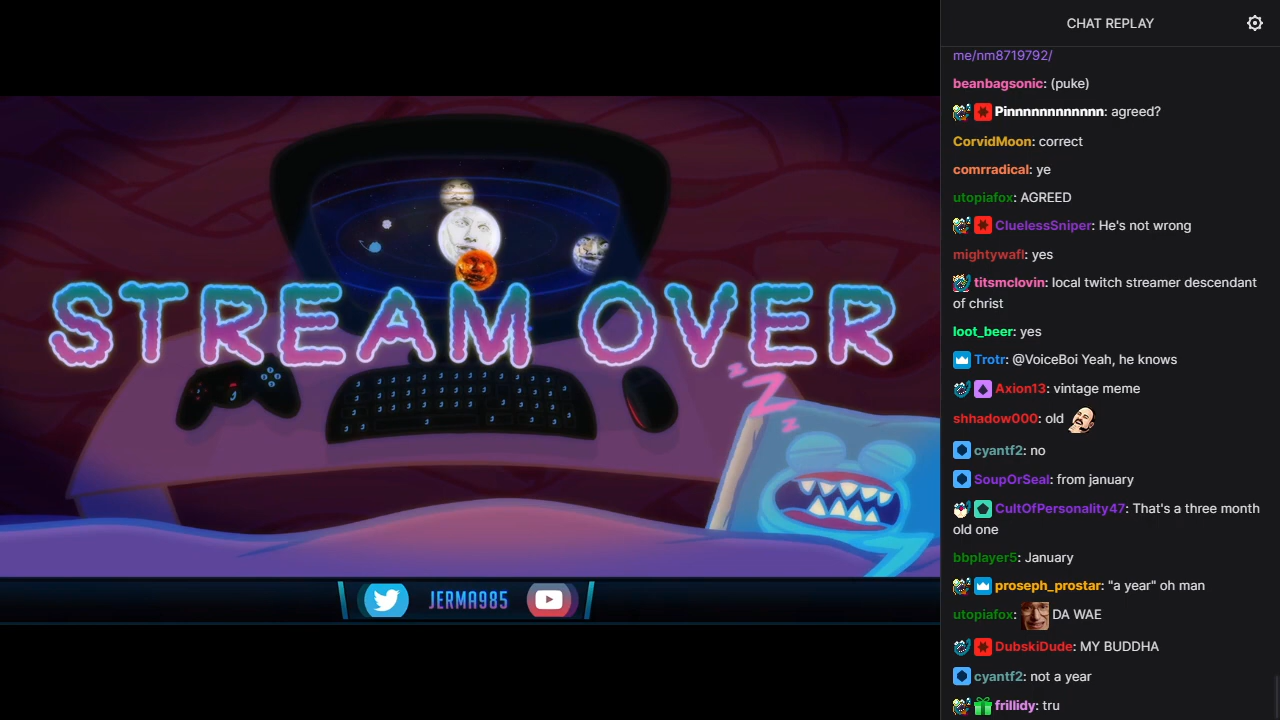 STREAM OVER
z
Z
z
JERMA985
CHAT REPLAY
me/nm8719792/
beanbagsonic: (puke)
Pinnnnnnnnnnnn: agreed?
CorvidMoon: correct
comrradical: ye
utopiafox: AGREED
CluelessSniper: He's not wrong
mightywafl: yes
titsmclovin: local twitch streamer descendant
of christ
loot_beer: yes
Trotr: @VoiceBoi Yeah, he knows
Axion13: vintage meme
shhadow000: old
cyantf2: no
SoupOrSeal: from january
CultOfPersonality47: That's a three month
old one
bbplayer5: January
proseph_prostar: "a year" oh man
utopiafox: DA WAE
DubskiDude: MY BUDDHA
cyantf2: not a year
frillidy: tru